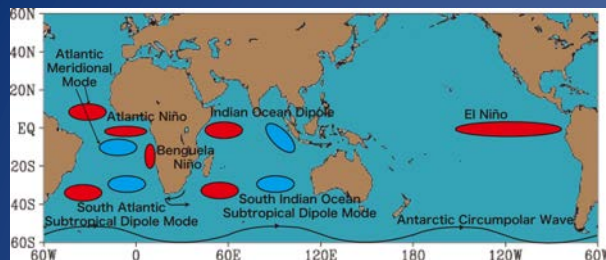 60N
40N
20N
EQ
20S
40S
60S
Atlantic
Meridional
Mode
Atlantic Niño
Benguela
Niño
South Atlantic
Subtropical Dipole Mode
Indian Ocean Dipole
South Indian Ocean
Subtropical Dipole Mode
El Niño
Antarctic Circumpolar Wave
60W
0
60E
120E
180
120W
60W